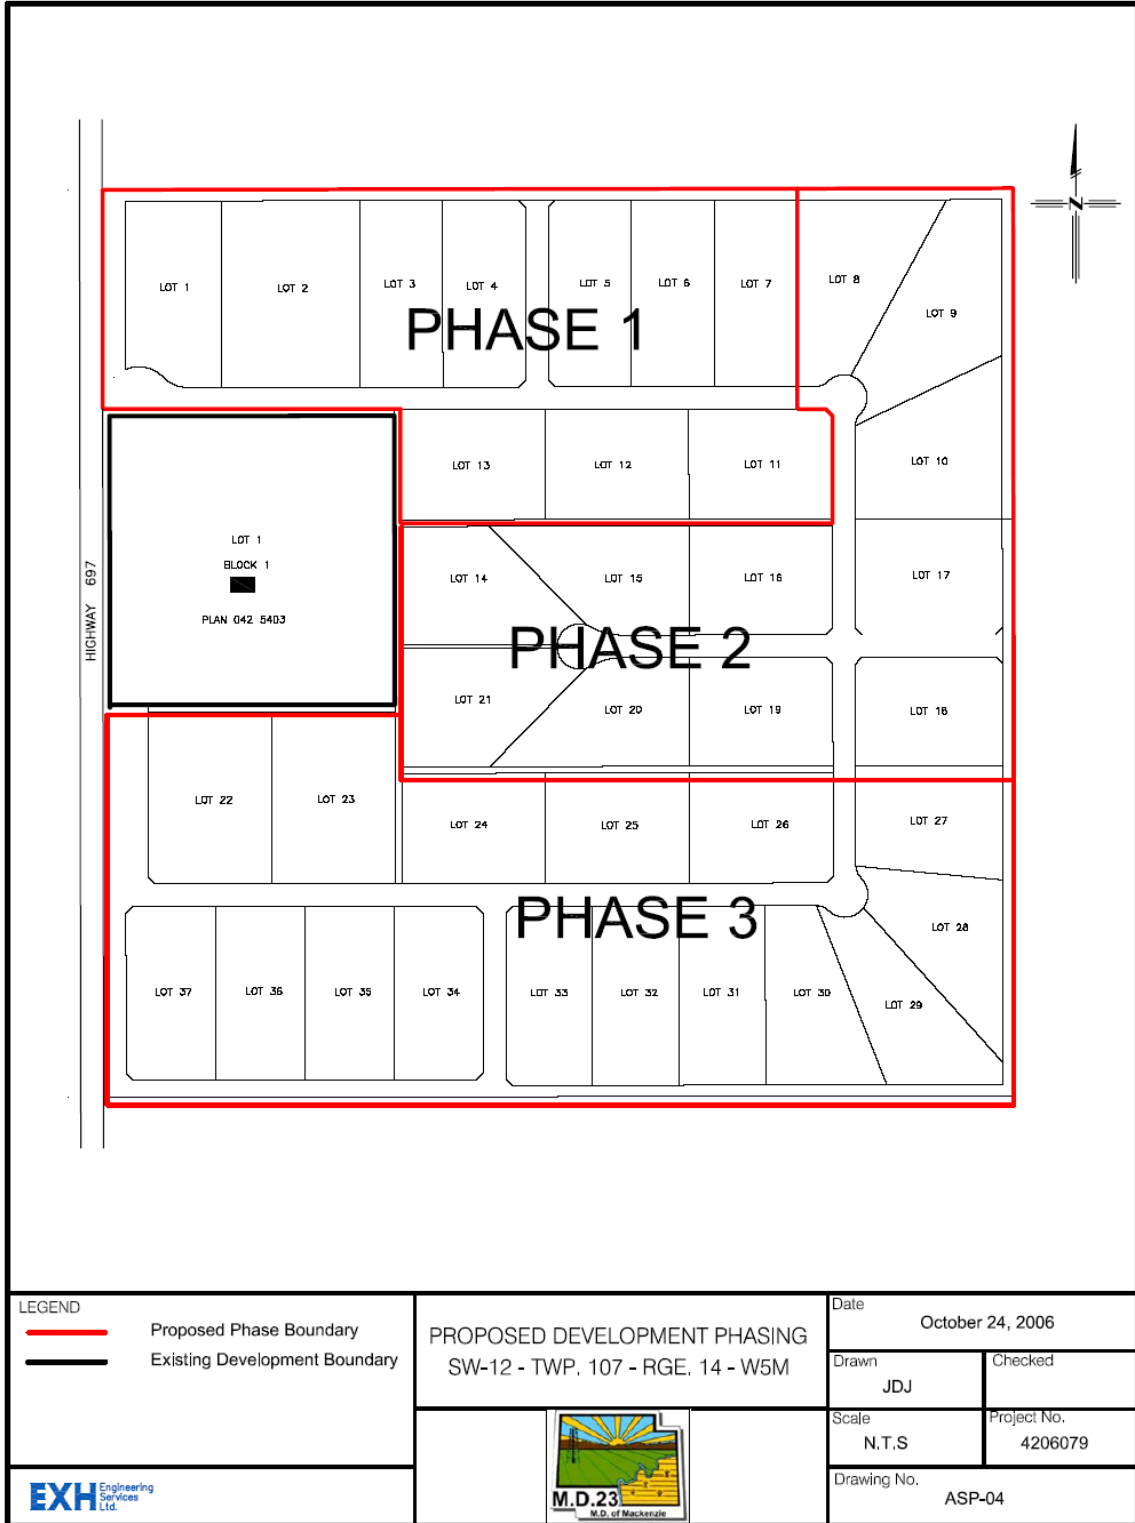 N
LOT 1
LOT 2
LOT 3
LOT 4
LOT 5
LOT 6
LOT 7
LOT 8
LOT 9
PHASE 1
LOT 13
LOT 12
LOT 11
LOT 10
LOT 1
BLOCK 1
PLAN 042 5403
HIGHWAY 697
LOT 14
LOT 15
LOT 16
LOT 17
PHASE 2
LOT 21
LOT 20
LOT 19
LOT 18
LOT 22
LOT 23
LOT 24
LOT 25
LOT 26
LOT 27
PHASE 3
LOT 28
LOT 37
LOT 36
LOT 35
LOT 34
LOT 33
LOT 32
LOT 31
LOT 30
LOT 29
LEGEND
Proposed Phase Boundary
Existing Development Boundary
EXH Engineering Services Ltd.
PROPOSED DEVELOPMENT PHASING
SW-12 - TWP. 107 - RGE. 14 - W5M
M.D.23
M.D. of Mackenzie
Date
October 24, 2006
Drawn
JDJ
Checked
Scale
N.T.S
Project No.
4206079
Drawing No.
ASP-04